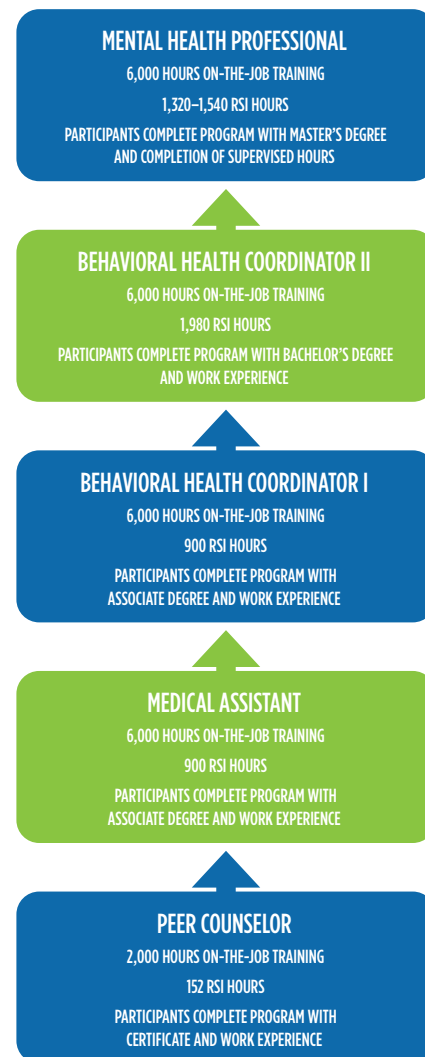 MENTAL HEALTH PROFESSIONAL
6,000 HOURS ON-THE-JOB TRAINING
1,320–1,540 RSI HOURS
PARTICIPANTS COMPLETE PROGRAM WITH MASTER'S DEGREE
AND COMPLETION OF SUPERVISED HOURS
BEHAVIORAL HEALTH COORDINATOR II
6,000 HOURS ON-THE-JOB TRAINING
1,980 RSI HOURS
PARTICIPANTS COMPLETE PROGRAM WITH BACHELOR'S DEGREE
AND WORK EXPERIENCE
BEHAVIORAL HEALTH COORDINATOR I
6,000 HOURS ON-THE-JOB TRAINING
900 RSI HOURS
PARTICIPANTS COMPLETE PROGRAM WITH
ASSOCIATE DEGREE AND WORK EXPERIENCE
MEDICAL ASSISTANT
6,000 HOURS ON-THE-JOB TRAINING
900 RSI HOURS
PARTICIPANTS COMPLETE PROGRAM WITH
ASSOCIATE DEGREE AND WORK EXPERIENCE
PEER COUNSELOR
2,000 HOURS ON-THE-JOB TRAINING
152 RSI HOURS
PARTICIPANTS COMPLETE PROGRAM WITH
CERTIFICATE AND WORK EXPERIENCE